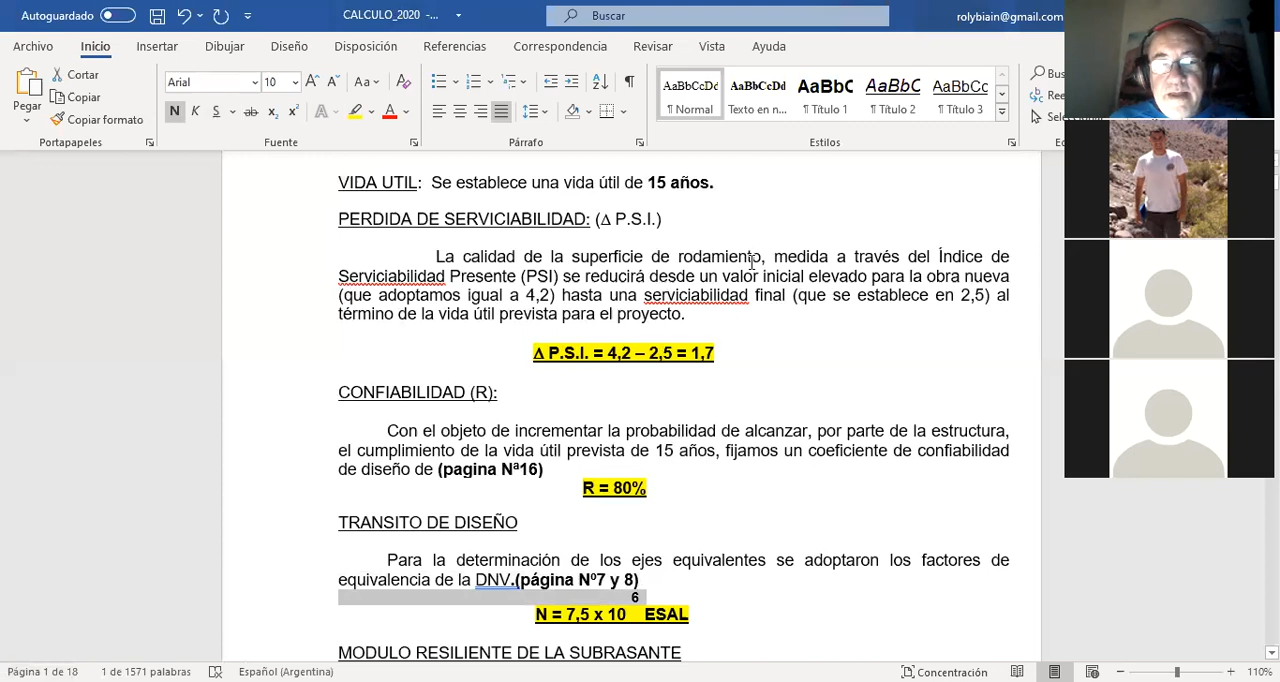 Autoguardado
CALCULO_2020 -...
Buscar
rolybiain@gmail.com
Archivo Inicio Insertar Dibujar Diseño Disposición Referencias Correspondencia Revisar Vista Ayuda
Pegar
Cortar
Copiar
Copiar formato
Portapapeles
Arial 10
Fuente
Párrafo
AaBbCcDd AaBbCcDd AaBbC AaBbC AaBbC
¶ Normal Texto en n... ¶ Título 1 ¶ Título 2 ¶ Título 3
Estilos
VIDA UTIL: Se establece una vida útil de 15 años.
PERDIDA DE SERVICIABILIDAD: (Δ P.S.I.)
La calidad de la superficie de rodamiento, medida a través del Índice de
Serviciabilidad Presente (PSI) se reducirá desde un valor inicial elevado para la obra nueva
(que adoptamos igual a 4,2) hasta una serviciabilidad final (que se establece en 2,5) al
término de la vida útil prevista para el proyecto.
Δ P.S.I. = 4,2 – 2,5 = 1,7
CONFIABILIDAD (R):
Con el objeto de incrementar la probabilidad de alcanzar, por parte de la estructura,
el cumplimiento de la vida útil prevista de 15 años, fijamos un coeficiente de confiabilidad
de diseño de (pagina Nª16)
R = 80%
TRANSITO DE DISEÑO
Para la determinación de los ejes equivalentes se adoptaron los factores de
equivalencia de la DNV.(página Nº7 y 8)
6
N = 7,5 x 10 ESAL
MODULO RESILIENTE DE LA SUBRASANTE
Página 1 de 18 1 de 1571 palabras Español (Argentina) Concentración 110%